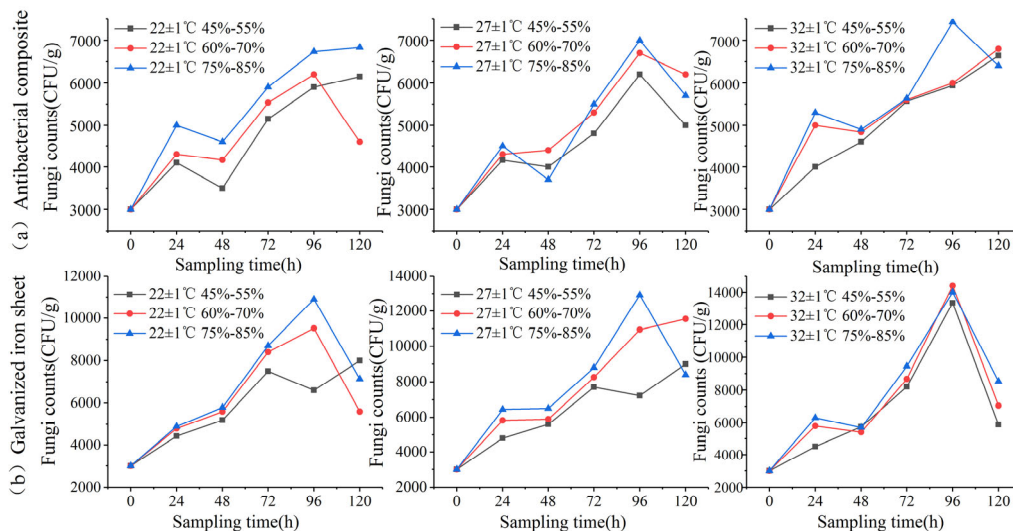 (a) Antibacterial composite
Fungi counts(CFU/g)
7000
6000
5000
4000
3000
22±1℃ 45%-55%
22±1℃ 60%-70%
22±1℃ 75%-85%
0 24 48 72 96 120
Sampling time(h)
Fungi counts(CFU/g)
7000
6000
5000
4000
3000
27±1℃ 45%-55%
27±1℃ 60%-70%
27±1℃ 75%-85%
0 24 48 72 96 120
Sampling time(h)
Fungi counts(CFU/g)
7000
6000
5000
4000
3000
32±1℃ 45%-55%
32±1℃ 60%-70%
32±1℃ 75%-85%
0 24 48 72 96 120
Sampling time(h)
(b) Galvanized iron sheet
Fungi counts(CFU/g)
12000
10000
8000
6000
4000
2000
22±1℃ 45%-55%
22±1℃ 60%-70%
22±1℃ 75%-85%
0 24 48 72 96 120
Sampling time(h)
Fungi counts(CFU/g)
14000
12000
10000
8000
6000
4000
2000
27±1℃ 45%-55%
27±1℃ 60%-70%
27±1℃ 75%-85%
0 24 48 72 96 120
Sampling time(h)
Fungi counts (CFU/g)
14000
12000
10000
8000
6000
4000
2000
32±1℃ 45%-55%
32±1℃ 60%-70%
32±1℃ 75%-85%
0 24 48 72 96 120
Sampling time(h)